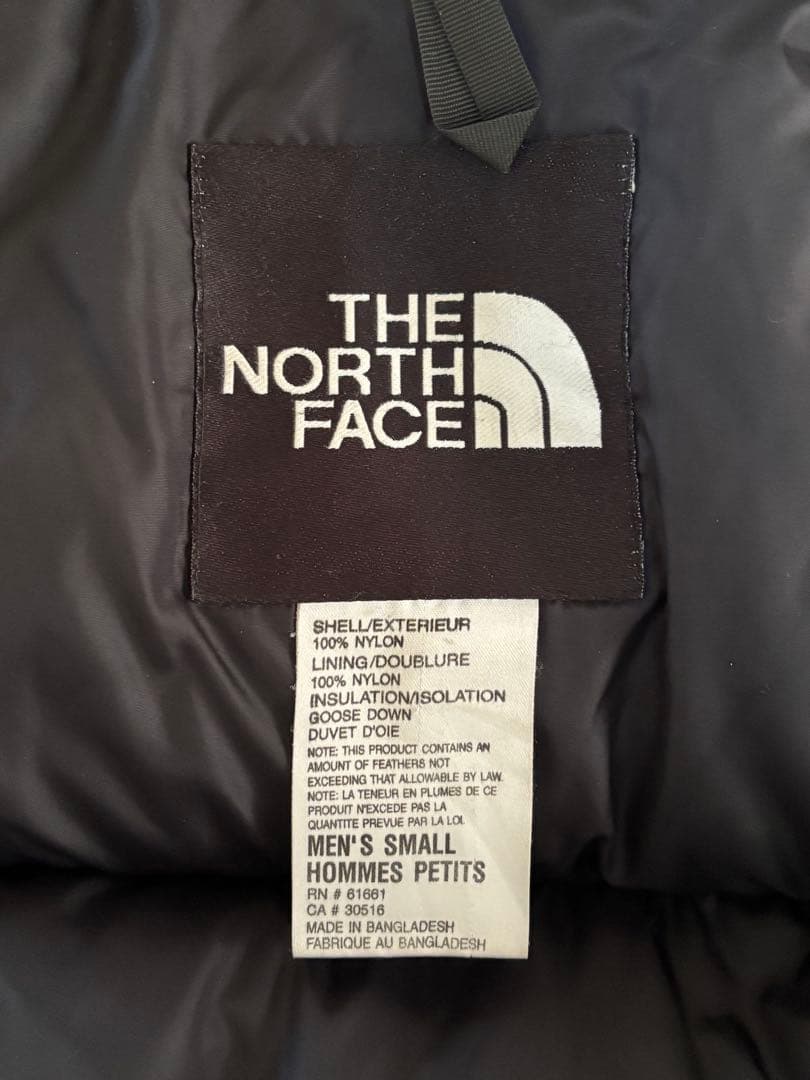 THE
NORTH
FACE
SHELL/EXTERIEUR
100% NYLON
LINING/DOUBLURE
100% NYLON
INSULATION/ISOLATION
GOOSE DOWN
DUVET D'OIE
NOTE: THIS PRODUCT CONTAINS AN
AMOUNT OF FEATHERS NOT
EXCEEDING THAT ALLOWABLE BY LAW.
NOTE: LA TENEUR EN PLUMES DE CE
PRODUIT N'EXCEDE PAS LA
QUANTITE PREVUE PAR LA LOI.
MEN'S SMALL
HOMMES PETITS
RN # 61661
CA # 30516
MADE IN BANGLADESH
FABRIQUE AU BANGLADESH